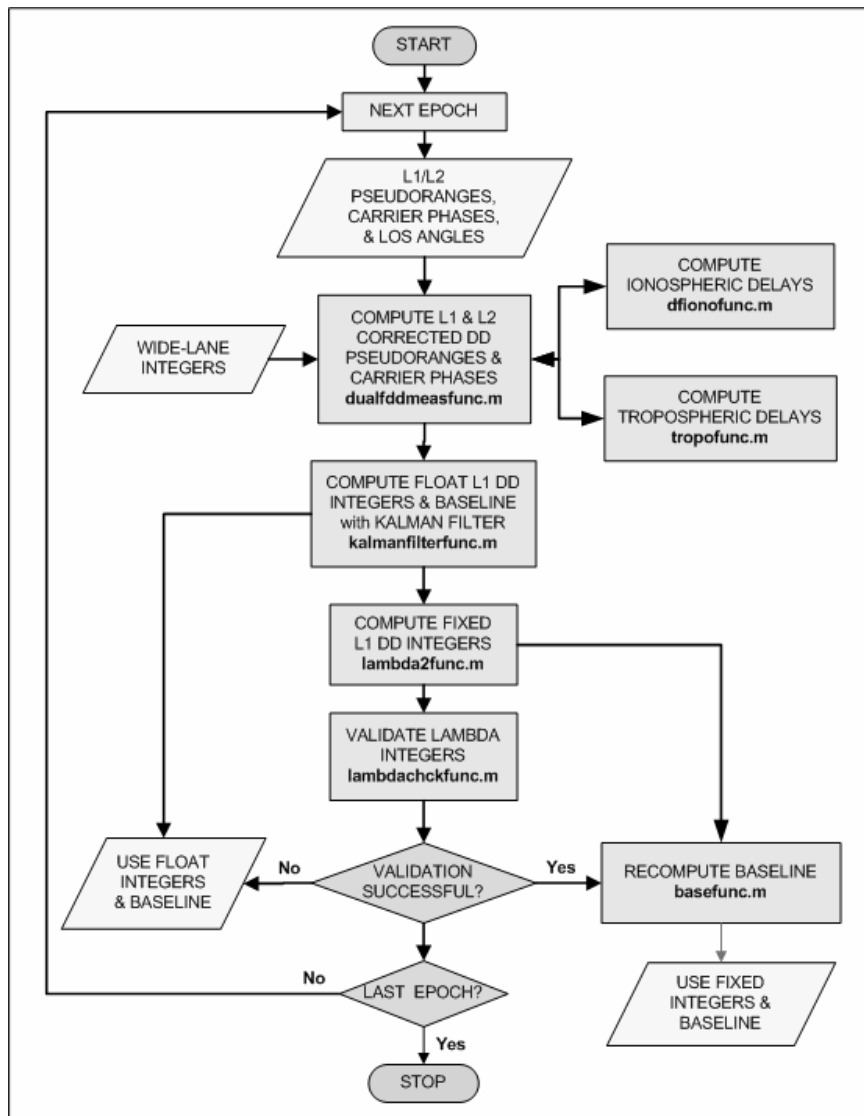 START
NEXT EPOCH
L1/L2
PSEUDORANGES,
CARRIER PHASES,
& LOS ANGLES
COMPUTE
IONOSPHERIC DELAYS
dfionofunc.m
WIDE-LANE
INTEGERS
COMPUTE L1 & L2
CORRECTED DD
PSEUDORANGES &
CARRIER PHASES
dualfddmeasfunc.m
COMPUTE
TROPOSPHERIC DELAYS
tropofunc.m
COMPUTE FLOAT L1 DD
INTEGERS & BASELINE
with KALMAN FILTER
kalmanfilterfunc.m
COMPUTE FIXED
L1 DD INTEGERS
lambda2func.m
VALIDATE LAMBDA
INTEGERS
lambdachckfunc.m
USE FLOAT
INTEGERS
& BASELINE
No
VALIDATION
SUCCESSFUL?
Yes
RECOMPUTE BASELINE
basefunc.m
No
LAST EPOCH?
Yes
USE FIXED
INTEGERS &
BASELINE
STOP